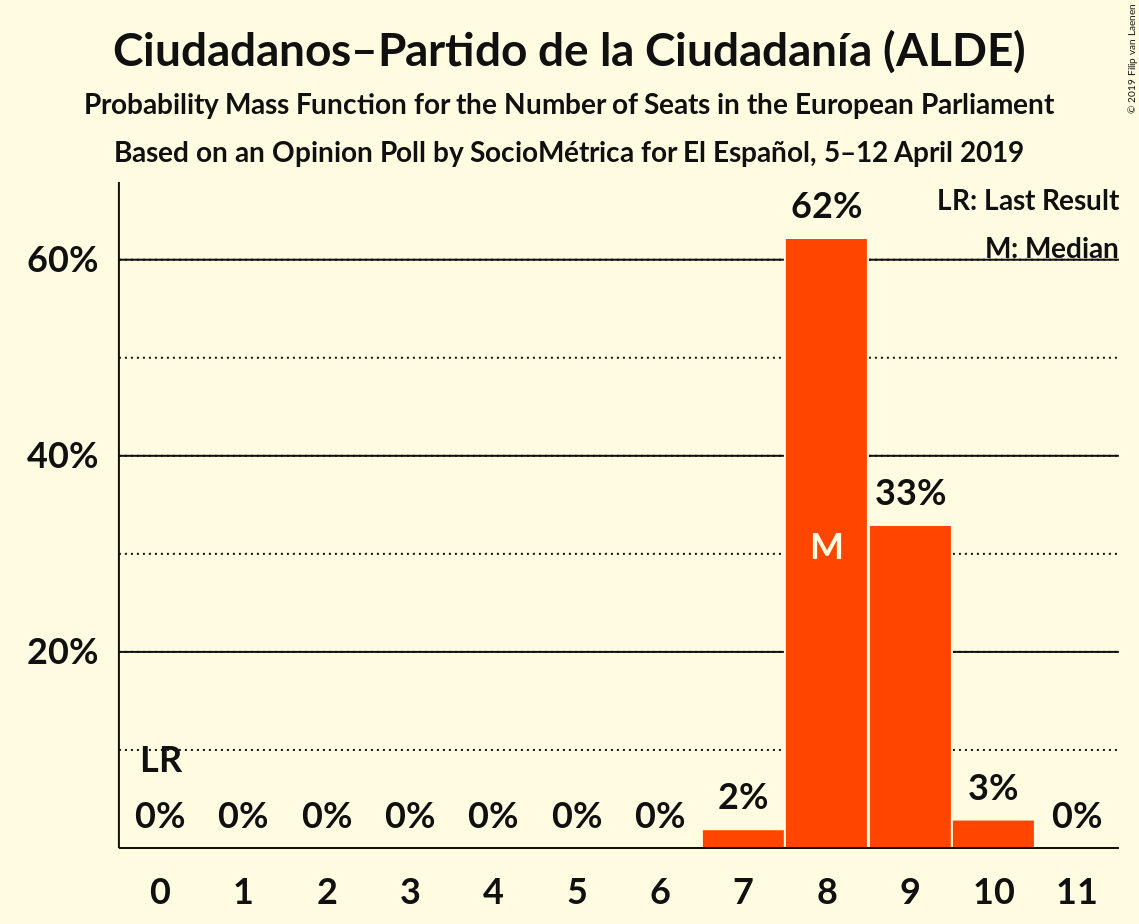 Ciudadanos–Partido de la Ciudadanía (ALDE)
Probability Mass Function for the Number of Seats in the European Parliament
Based on an Opinion Poll by SocioMétrica for El Español, 5–12 April 2019
© 2019 Filip van Laenen
LR: Last Result
M: Median
62%
60%
40%
33%
M
20%
LR
0% 0% 0% 0% 0% 0% 0% 2% 3% 0%
0 1 2 3 4 5 6 7 8 9 10 11